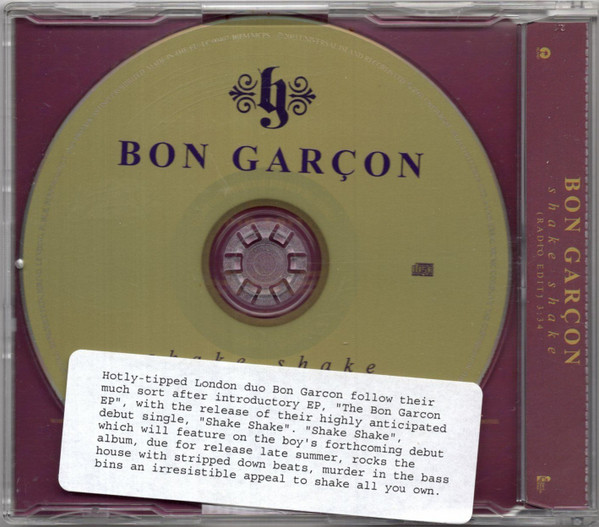 BON GARÇON
shake shake
Hotly-tipped London duo Bon Garcon follow their
much sort after introductory EP, "The Bon Garcon
EP", with the release of their highly anticipated
debut single, "Shake Shake". "Shake Shake",
which will feature on the boy's forthcoming debut
album, due for release late summer, rocks the
house with stripped down beats, murder in the bass
bins an irresistible appeal to shake all you own.
BON GARÇON
shake shake
(RADIO EDIT) 3:34